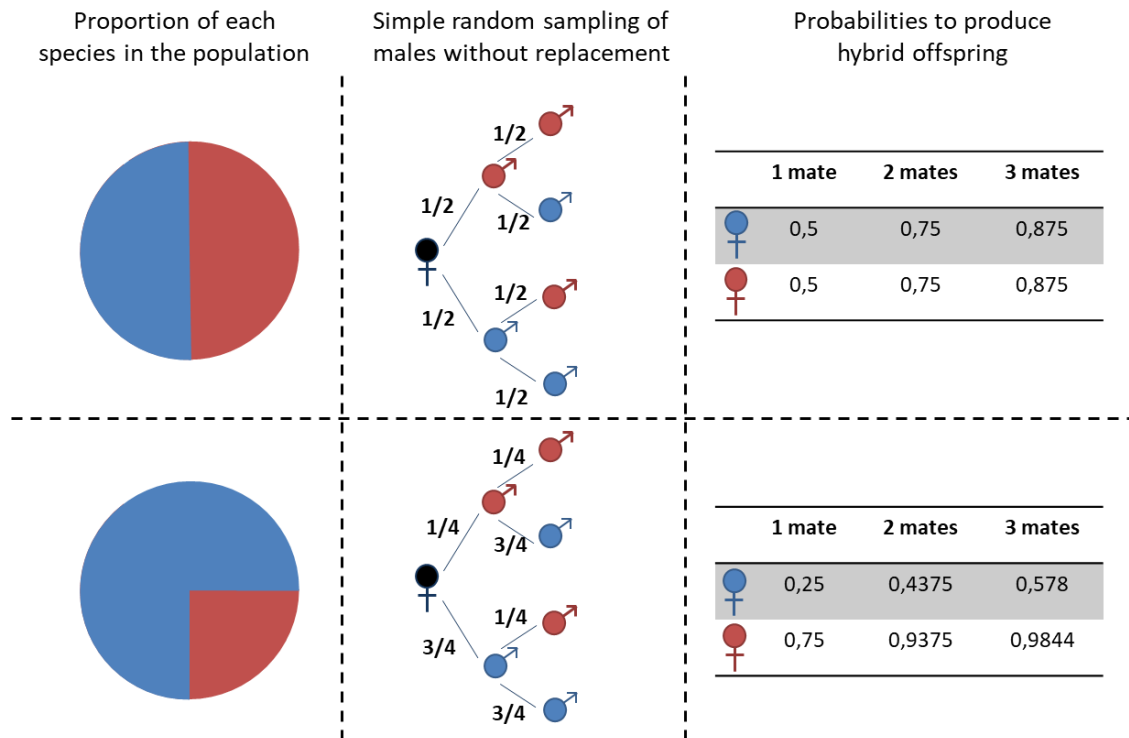 Proportion of each
species in the population
Simple random sampling of
males without replacement
Probabilities to produce
hybrid offspring
1/2
1/2
1/2
1/2
1/2
1/2
1 mate 2 mates 3 mates
0,5 0,75 0,875
0,5 0,75 0,875
1/4
1/4
3/4
1/4
3/4
3/4
1 mate 2 mates 3 mates
0,25 0,4375 0,578
0,75 0,9375 0,9844